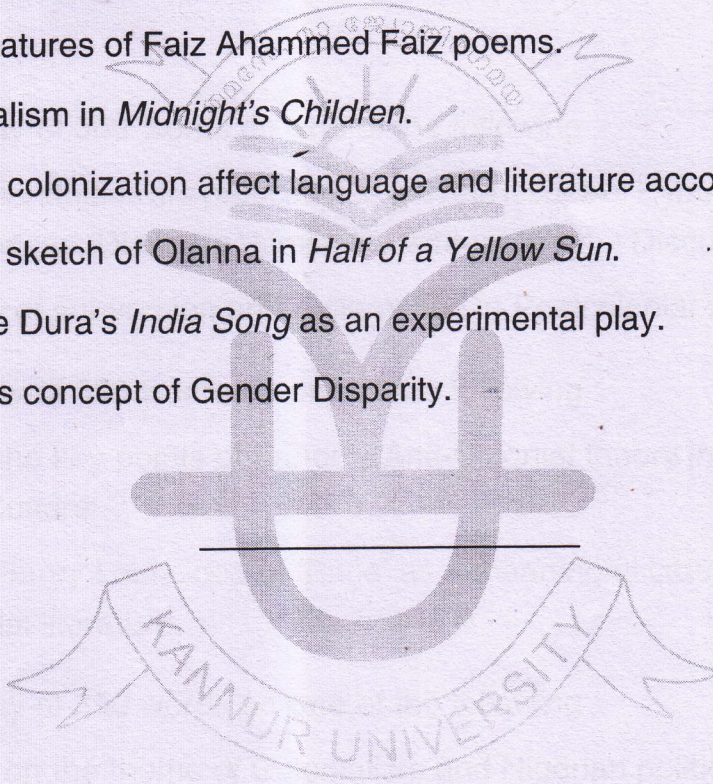 atures of Faiz Ahammed Faiz poems.
alism in Midnight's Children.
colonization affect language and literature acco
sketch of Olanna in Half of a Yellow Sun.
e Dura's India Song as an experimental play.
s concept of Gender Disparity.
KANNUR UNIVERSITY